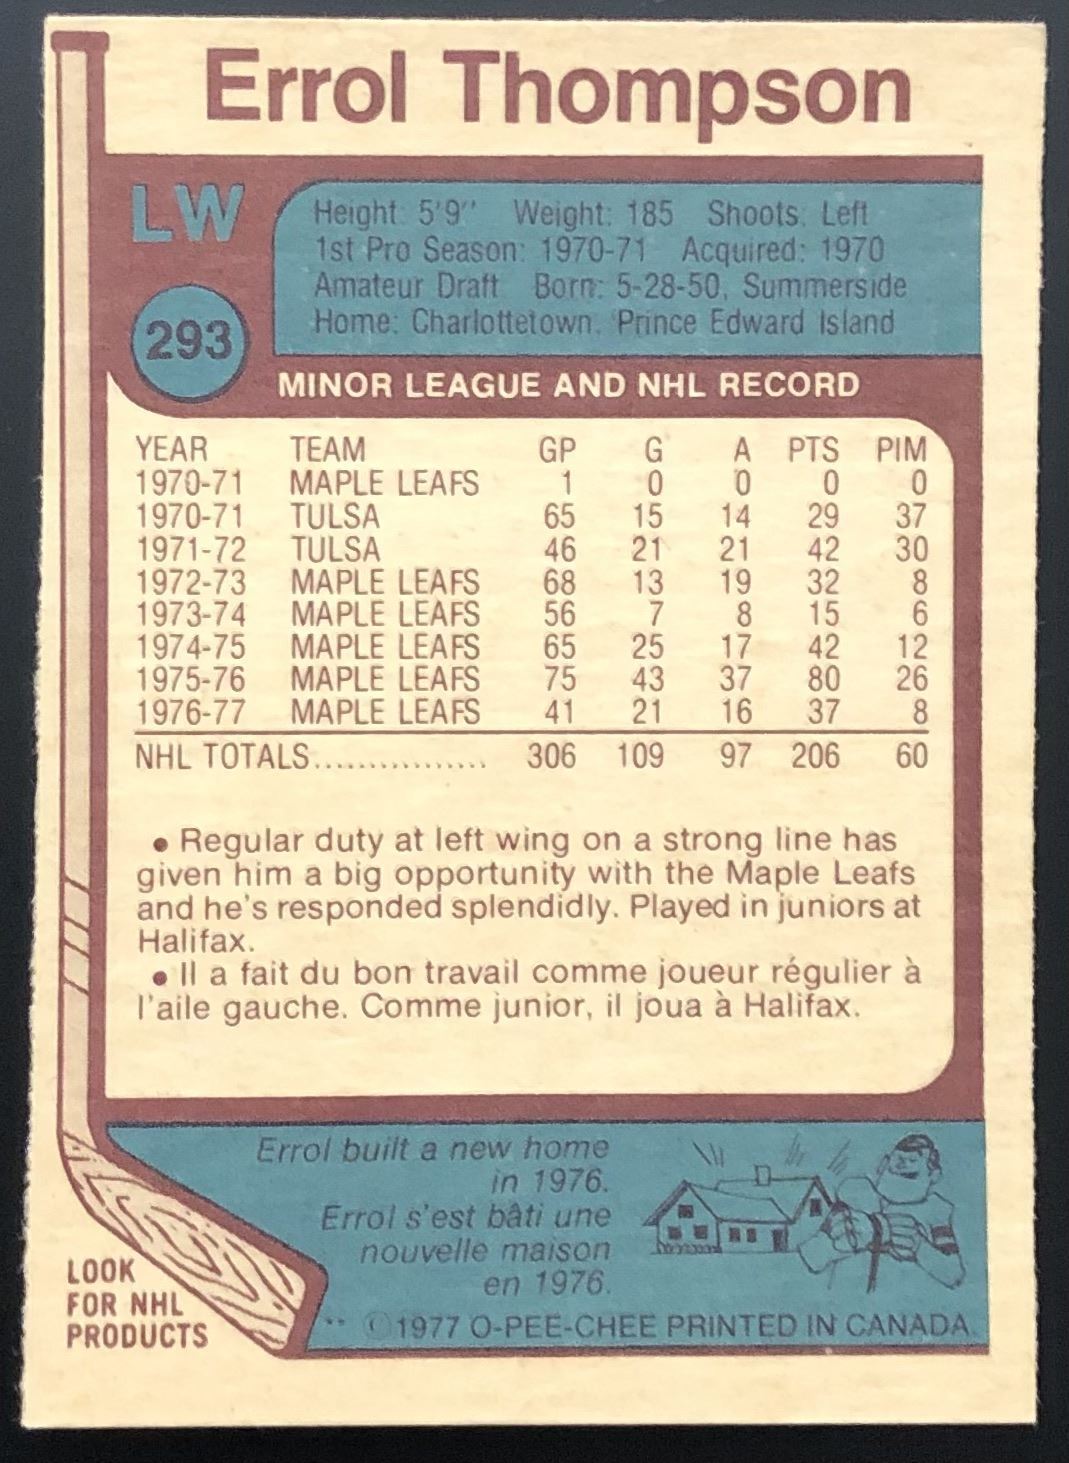 Errol Thompson
LW
293
Height: 5'9" Weight: 185 Shoots: Left
1st Pro Season: 1970-71 Acquired: 1970
Amateur Draft Born: 5-28-50, Summerside
Home: Charlottetown, Prince Edward Island
MINOR LEAGUE AND NHL RECORD
YEAR TEAM GP G A PTS PIM
1970-71 MAPLE LEAFS 1 0 0 0 0
1970-71 TULSA 65 15 14 29 37
1971-72 TULSA 46 21 21 42 30
1972-73 MAPLE LEAFS 68 13 19 32 8
1973-74 MAPLE LEAFS 56 7 8 15 6
1974-75 MAPLE LEAFS 65 25 17 42 12
1975-76 MAPLE LEAFS 75 43 37 80 26
1976-77 MAPLE LEAFS 41 21 16 37 8
NHL TOTALS................ 306 109 97 206 60
• Regular duty at left wing on a strong line has
given him a big opportunity with the Maple Leafs
and he's responded splendidly. Played in juniors at
Halifax.
• Il a fait du bon travail comme joueur régulier à
l'aile gauche. Comme junior, il joua à Halifax.
Errol built a new home
in 1976.
Errol s'est bâti une
nouvelle maison
en 1976.
LOOK
FOR NHL
PRODUCTS
** ©1977 O-PEE-CHEE PRINTED IN CANADA